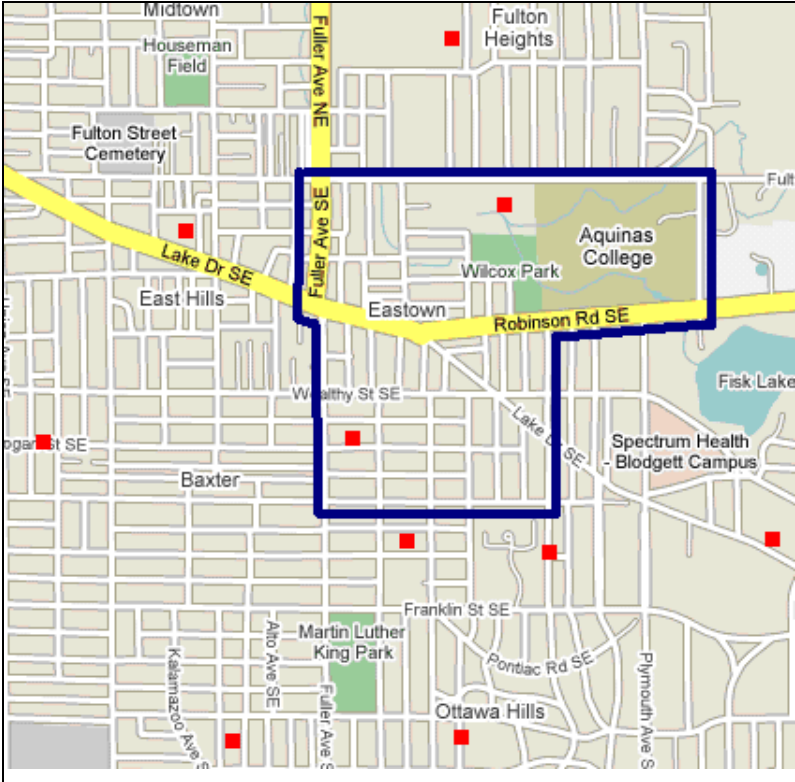 Midtown
Fulton
Heights
Houseman
Field
Fuller Ave NE
Fulton Street
Cemetery
Fult
Fuller Ave SE
Aquinas
College
Lake Dr SE
Wilcox Park
East Hills
Eastown
Robinson Rd SE
Wealthy St SE
Fisk Lake
Lake Dr SE
ogan St SE
Spectrum Health
- Blodgett Campus
Baxter
Franklin St SE
Martin Luther
King Park
Alto Ave SE
Pontiac Rd SE
Kalamazoo Ave S
Fuller Ave S
Plymouth Ave S
Ottawa Hills